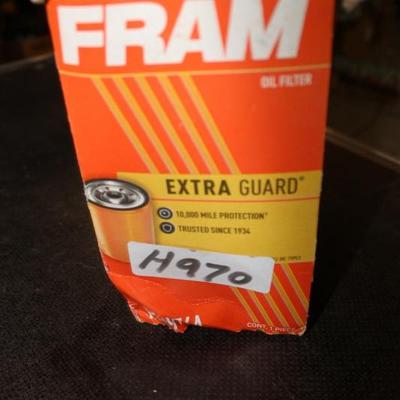 FRAM
OIL FILTER
EXTRA GUARD®
10,000 MILE PROTECTION†
TRUSTED SINCE 1934
H970
CONT. 1 PIECE